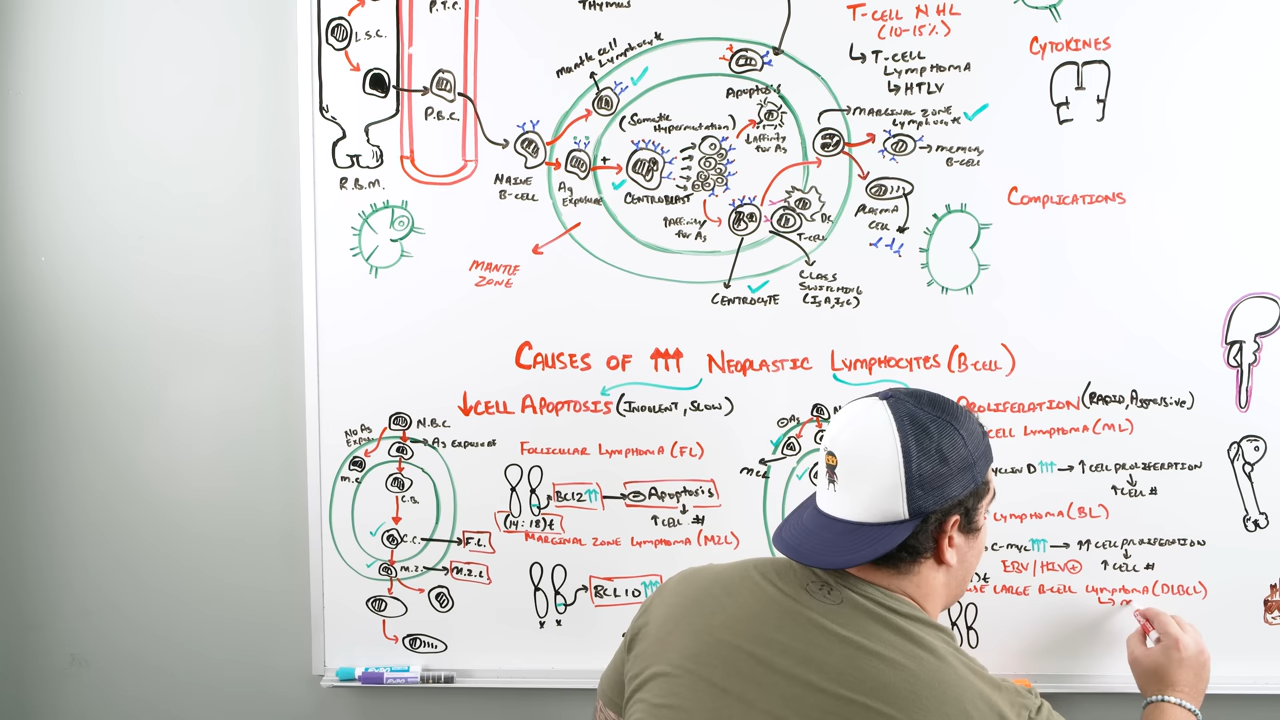 P.T.C.
THYMUS
T-CELL NHL
(10-15%)
↳ T-CELL
LYMPHOMA
↳ HTLV
CYTOKINES
L.S.C.
P.B.C.
R.B.M.
MANTLE CELL LYMPHOCYTE
NAIVE
B-CELL
Ag
EXPOSURE
+
CENTROBLAST
(SOMATIC
HYPERMUTATION)
APOPTOSIS
↓AFFINITY
FOR Ag
↑AFFINITY
FOR Ag
MARGINAL ZONE
LYMPHOCYTE
MEMORY
B-CELL
PLASMA
CELL
T-CELL
CENTROCYTE
CLASS
SWITCHING
(IgA, IgG)
MANTLE
ZONE
COMPLICATIONS
CAUSES OF ↑↑↑ NEOPLASTIC LYMPHOCYTES (B-CELL)
↓CELL APOPTOSIS (INDOLENT, SLOW)
PROLIFERATION (RAPID, AGGRESSIVE)
N.B.C
NO Ag
Ag EXPOSURE
M.C
C.B.
C.C.
F.L.
M.Z.
M.Z.L
FOLLICULAR LYMPHOMA (FL)
BCL2 ↑↑ → ⊖ APOPTOSIS
↑ CELL #
(14:18)t
MARGINAL ZONE LYMPHOMA (MZL)
BCL10 ↑↑↑
⊖Ag
MCL
CELL LYMPHOMA (ML)
CYCLIN D ↑↑↑ → ↑ CELL PROLIFERATION
↑ CELL #
LYMPHOMA (BL)
C-MYC ↑↑↑ → ↑↑ CELL PROLIFERATION
EBV/HIV ⊕
↑ CELL #
LARGE B-CELL LYMPHOMA (DLBCL)